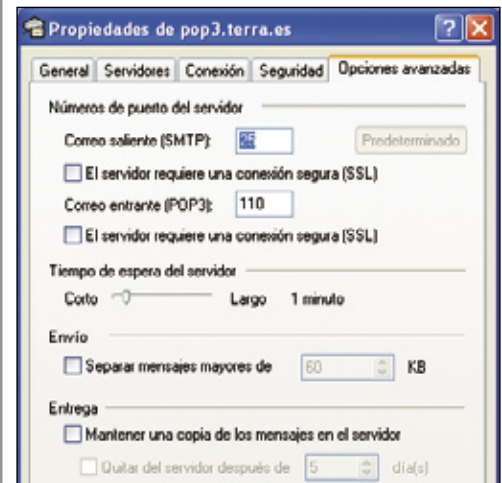 Propiedades de pop3.terra.es
General Servidores Conexión Seguridad Opciones avanzadas
Números de puerto del servidor
Correo saliente (SMTP): 25 Predeterminado
El servidor requiere una conexión segura (SSL)
Correo entrante (POP3): 110
El servidor requiere una conexión segura (SSL)
Tiempo de espera del servidor
Corto Largo 1 minuto
Envío
Separar mensajes mayores de 60 KB
Entrega
Mantener una copia de los mensajes en el servidor
Quitar del servidor después de 5 día(s)